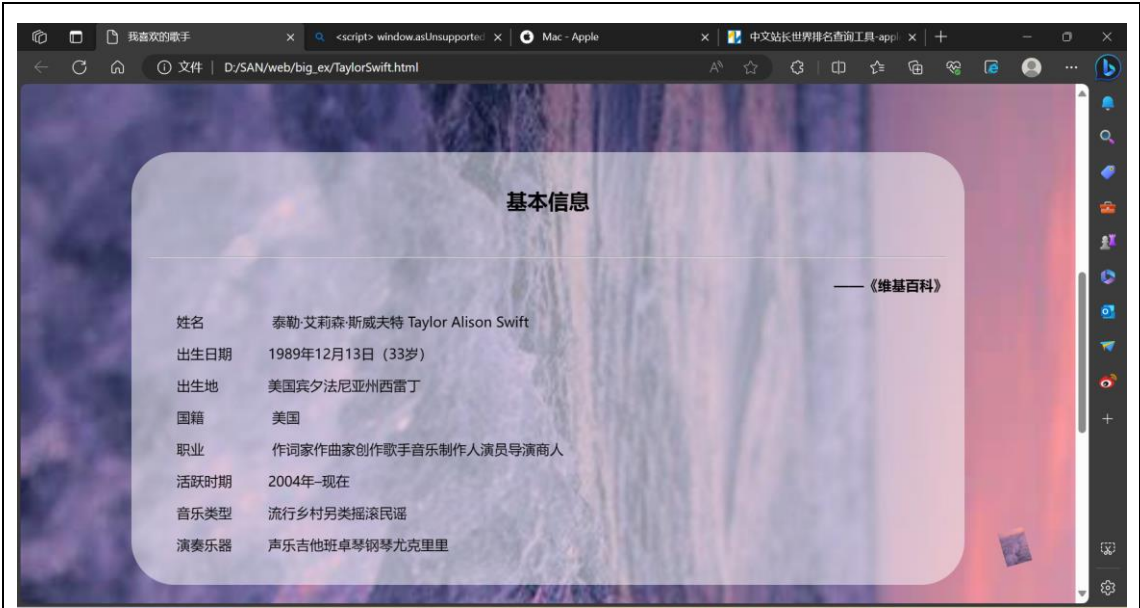 我喜欢的歌手
<script> window.asUnsupported
Mac - Apple
中文站长世界排名查询工具-appl
文件 | D:/SAN/web/big_ex/TaylorSwift.html
基本信息
——《维基百科》
姓名 泰勒·艾莉森·斯威夫特 Taylor Alison Swift
出生日期 1989年12月13日（33岁）
出生地 美国宾夕法尼亚州西雷丁
国籍 美国
职业 作词家作曲家创作歌手音乐制作人演员导演商人
活跃时期 2004年–现在
音乐类型 流行乡村另类摇滚民谣
演奏乐器 声乐吉他班卓琴钢琴尤克里里